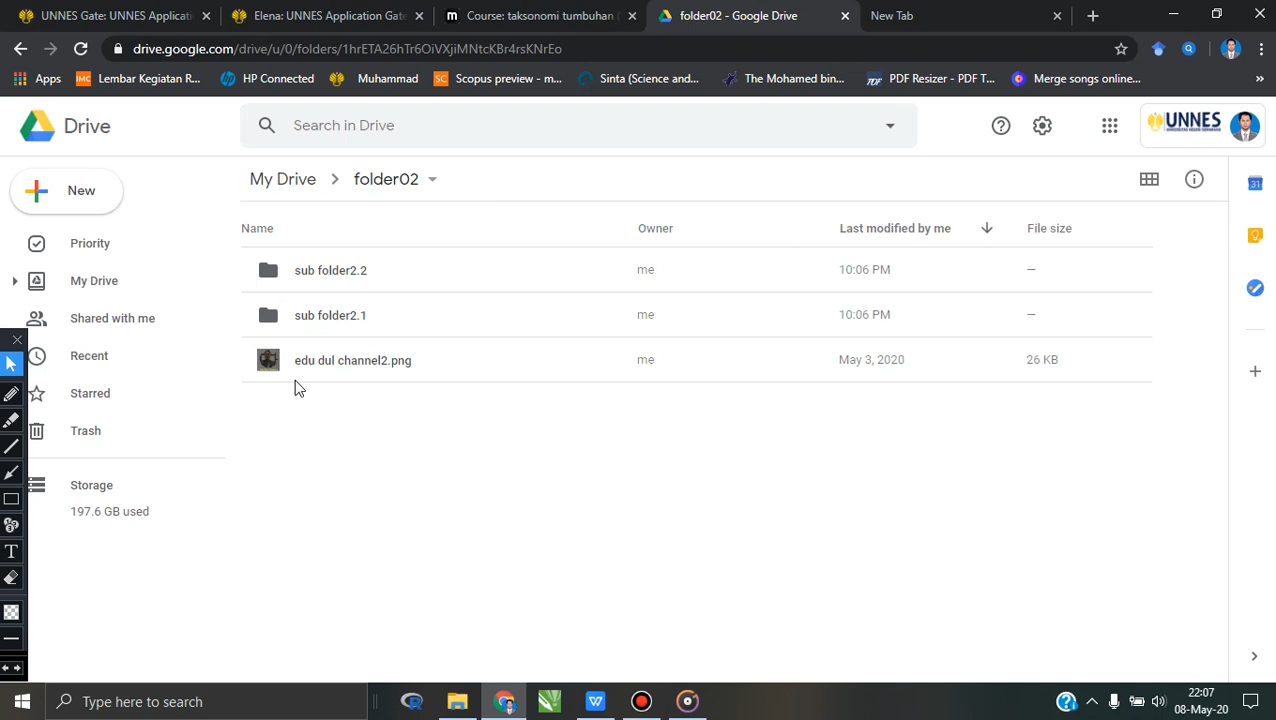 UNNES Gate: UNNES Applicati
Elena: UNNES Application Gate
Course: taksonomi tumbuhan (
folder02 - Google Drive
New Tab
drive.google.com/drive/u/0/folders/1hrETA26hTr6OiVXjiMNtcKBr4rsKNrEo
Apps
Lembar Kegiatan R...
HP Connected
Muhammad
Scopus preview - m...
Sinta (Science and...
The Mohamed bin...
PDF Resizer - PDF T...
Merge songs online...
Drive
Search in Drive
UNNES
New
My Drive
folder02
Name
Owner
Last modified by me
File size
Priority
sub folder2.2
me
10:06 PM
—
My Drive
sub folder2.1
me
10:06 PM
—
Shared with me
edu dul channel2.png
me
May 3, 2020
26 KB
Recent
Starred
Trash
Storage
197.6 GB used
Type here to search
22:07
08-May-20